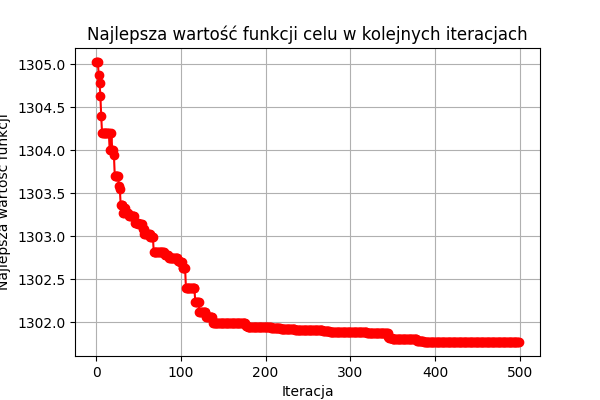 Najlepsza wartość funkcji celu w kolejnych iteracjach
1305.0
1304.5
1304.0
1303.5
1303.0
1302.5
1302.0
Najlepsza wartość funkcji
0 100 200 300 400 500
Iteracja